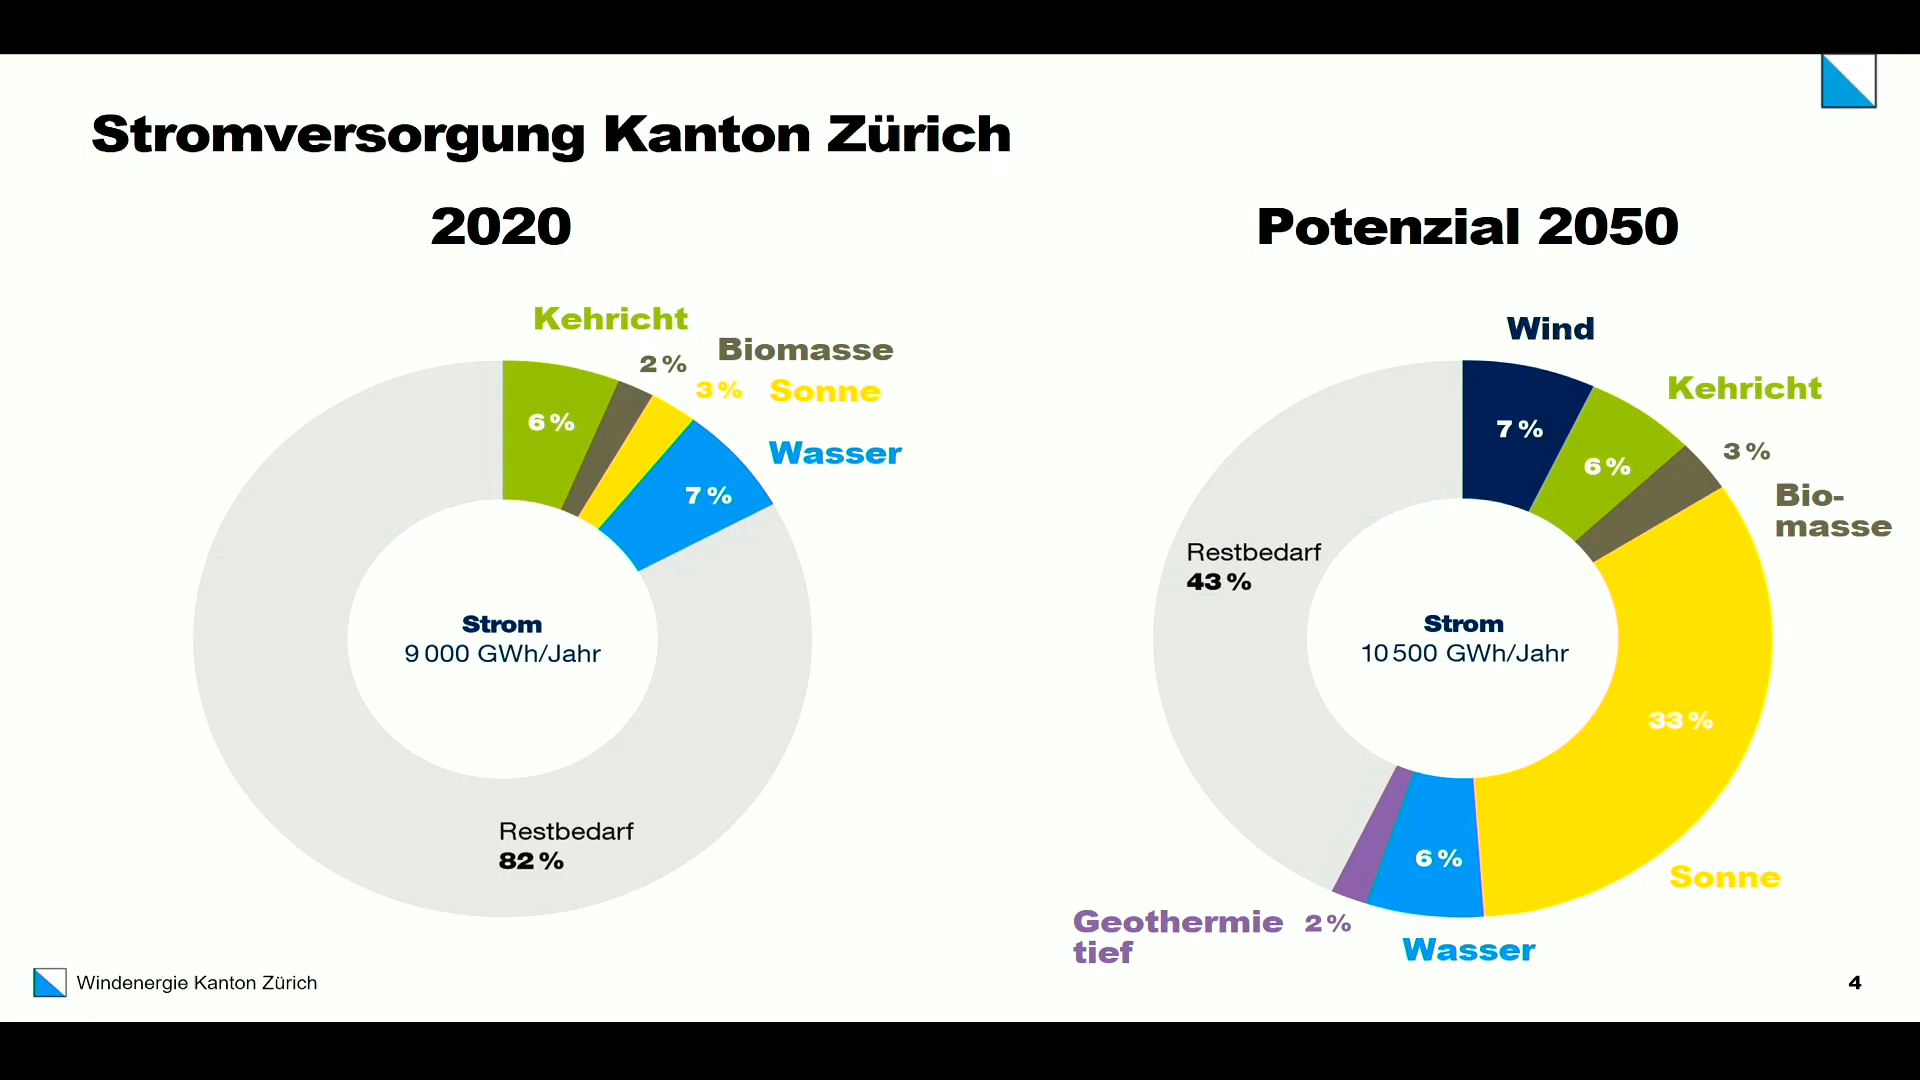 Stromversorgung Kanton Zürich
2020
Kehricht
2 %
Biomasse
3 %
Sonne
6 %
Wasser
7 %
Strom
9 000 GWh/Jahr
Restbedarf
82 %
Potenzial 2050
Wind
Kehricht
7 %
6 %
3 %
Bio-
masse
Restbedarf
43 %
Strom
10 500 GWh/Jahr
33 %
6 %
Sonne
Geothermie 2 %
tief
Wasser
Windenergie Kanton Zürich
4